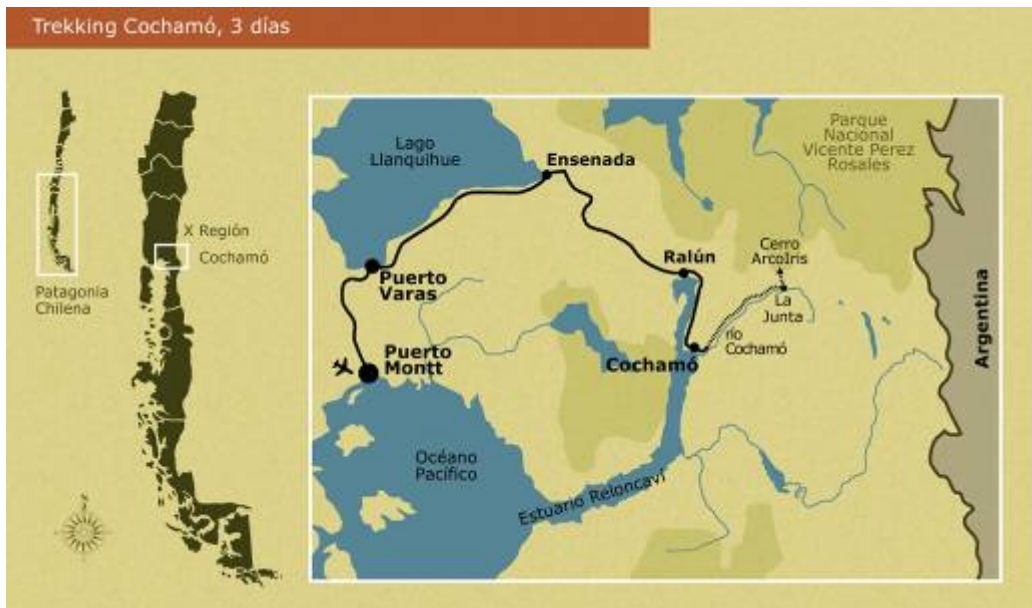 Trekking Cochamó, 3 días
Patagonia
Chilena
X Región
Cochamó
Lago
Llanquihue
Ensenada
Parque
Nacional
Vicente Perez
Rosales
Puerto
Varas
Ralún
Cerro
ArcoIris
La
Junta
río
Cochamó
Cochamó
Puerto
Montt
Océano
Pacífico
Estuario Reloncaví
Argentina